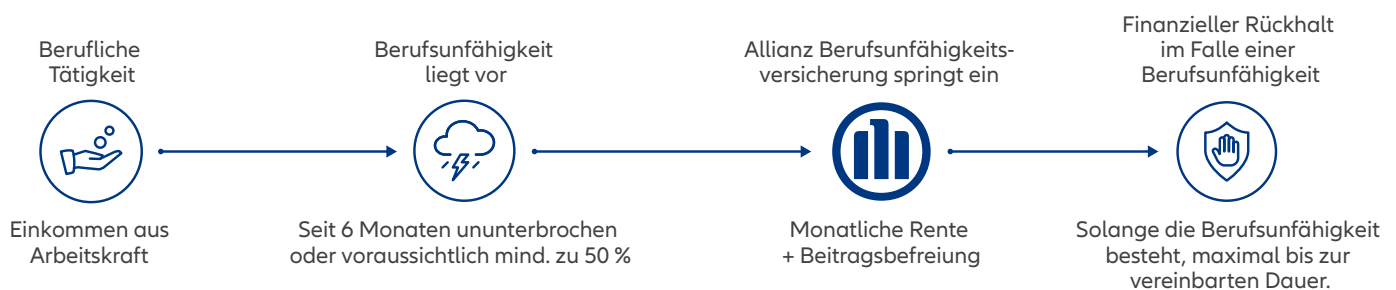 Berufliche
Tätigkeit
Einkommen aus
Arbeitskraft
Berufsunfähigkeit
liegt vor
Seit 6 Monaten ununterbrochen
oder voraussichtlich mind. zu 50 %
Allianz Berufsunfähigkeits-
versicherung springt ein
Monatliche Rente
+ Beitragsbefreiung
Finanzieller Rückhalt
im Falle einer
Berufsunfähigkeit
Solange die Berufsunfähigkeit
besteht, maximal bis zur
vereinbarten Dauer.